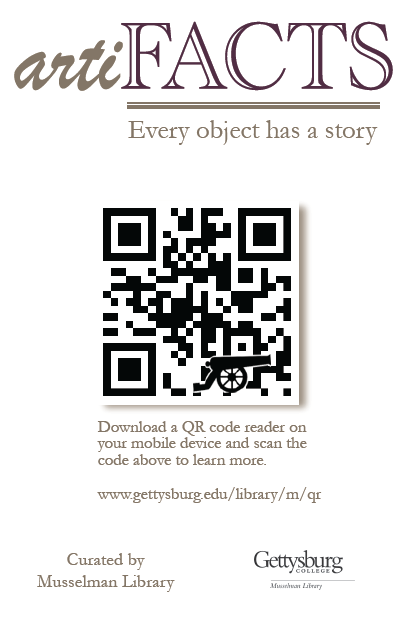 artiFACTS
Every object has a story
Download a QR code reader on
your mobile device and scan the
code above to learn more.
www.gettysburg.edu/library/m/qr
Curated by
Musselman Library
Gettysburg
COLLEGE
Musselman Library